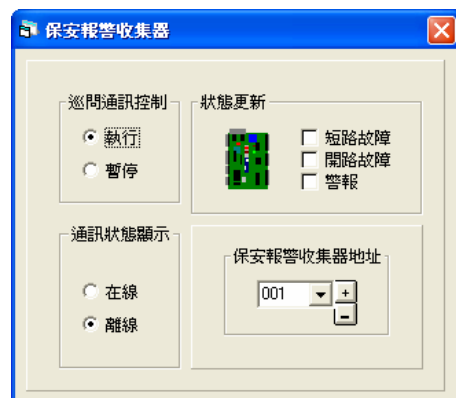 保安報警收集器
巡問通訊控制
執行
暫停
狀態更新
短路故障
開路故障
警報
通訊狀態顯示
在線
離線
保安報警收集器地址
001
+
-